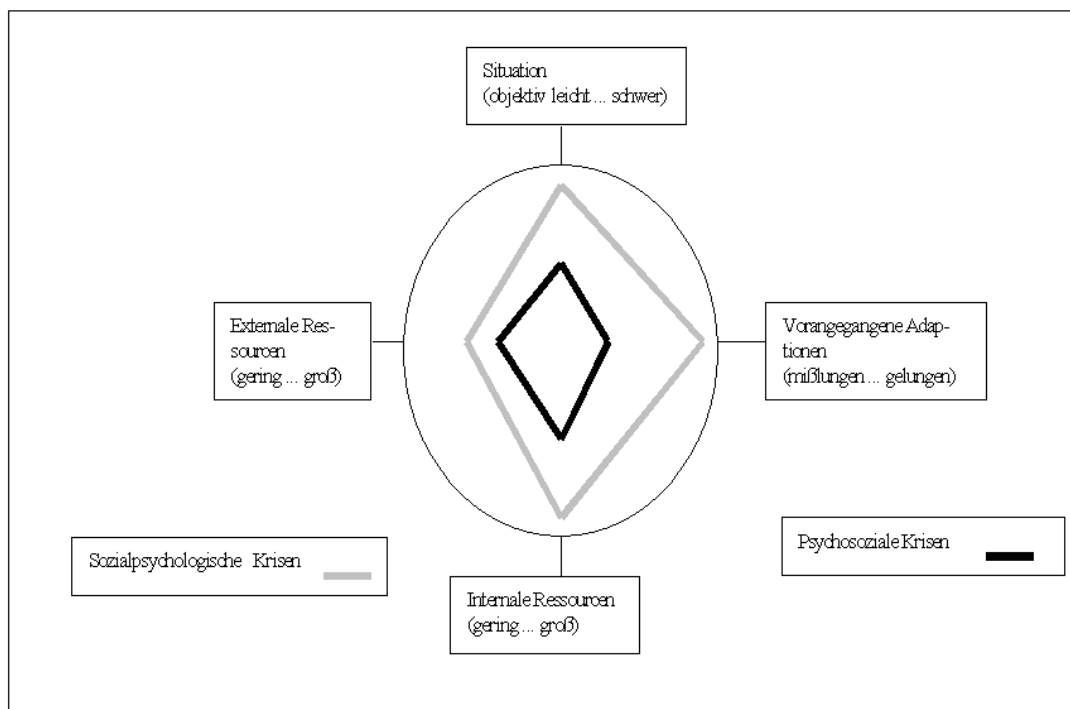 Situation
(objektiv leicht ... schwer)
Externale Res-
sourcen
(gering ... groß)
Vorangegangene Adap-
tionen
(mißlungen ... gelungen)
Sozialpsychologische Krisen
Psychosoziale Krisen
Internale Ressourcen
(gering ... groß)